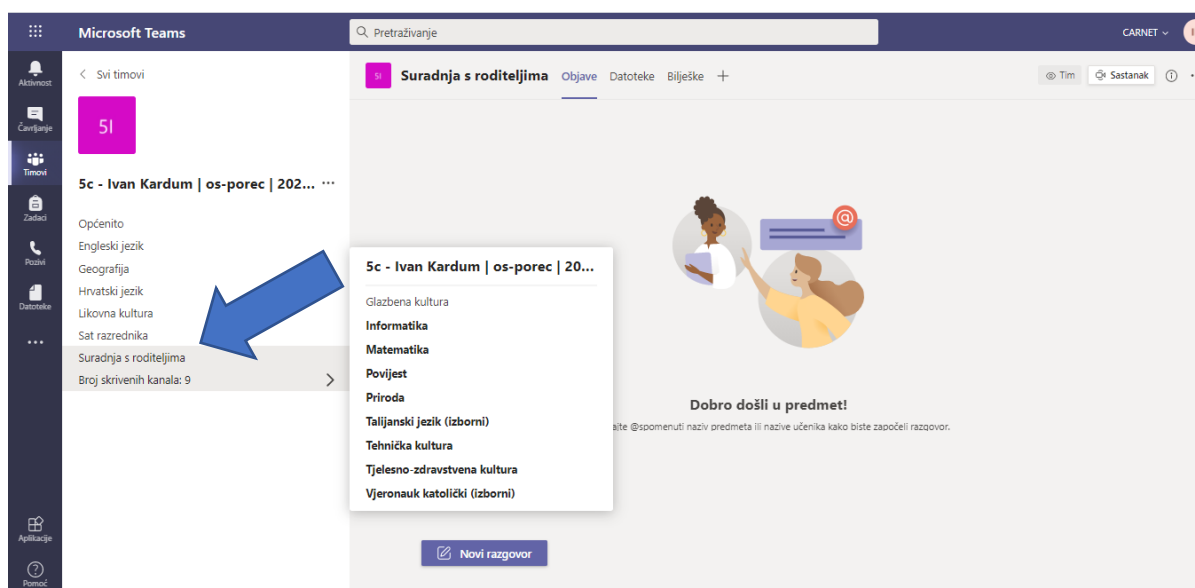 Microsoft Teams
Pretraživanje
CARNET
Aktivnost
Čavrljanje
Timovi
Zadaci
Pozivi
Datoteke
Aplikacije
Pomoć
Svi timovi
5I
5c - Ivan Kardum | os-porec | 202... ...
Općenito
Engleski jezik
Geografija
Hrvatski jezik
Likovna kultura
Sat razrednika
Suradnja s roditeljima
Broj skrivenih kanala: 9
5I Suradnja s roditeljima Objave Datoteke Bilješke +
Tim Sastanak
5c - Ivan Kardum | os-porec | 20...
Glazbena kultura
Informatika
Matematika
Povijest
Priroda
Talijanski jezik (izborni)
Tehnička kultura
Tjelesno-zdravstvena kultura
Vjeronauk katolički (izborni)
@
Dobro došli u predmet!
@spomenuti naziv predmeta ili nazive učenika kako biste započeli razgovor.
Novi razgovor